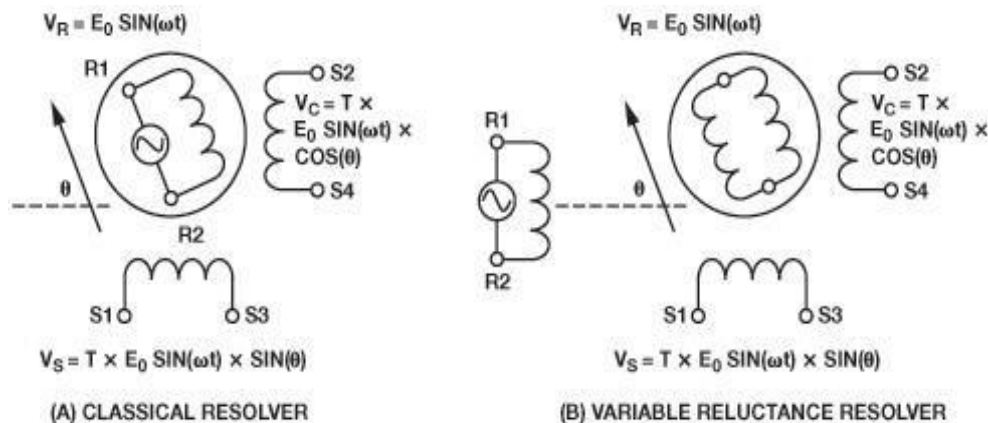 V_R = E_0 SIN(ωt)
R1
S2
V_C = T ×
E_0 SIN(ωt) ×
COS(θ)
S4
θ
R2
S1
S3
V_S = T × E_0 SIN(ωt) × SIN(θ)
(A) CLASSICAL RESOLVER
V_R = E_0 SIN(ωt)
R1
S2
V_C = T ×
E_0 SIN(ωt) ×
COS(θ)
S4
θ
R2
S1
S3
V_S = T × E_0 SIN(ωt) × SIN(θ)
(B) VARIABLE RELUCTANCE RESOLVER